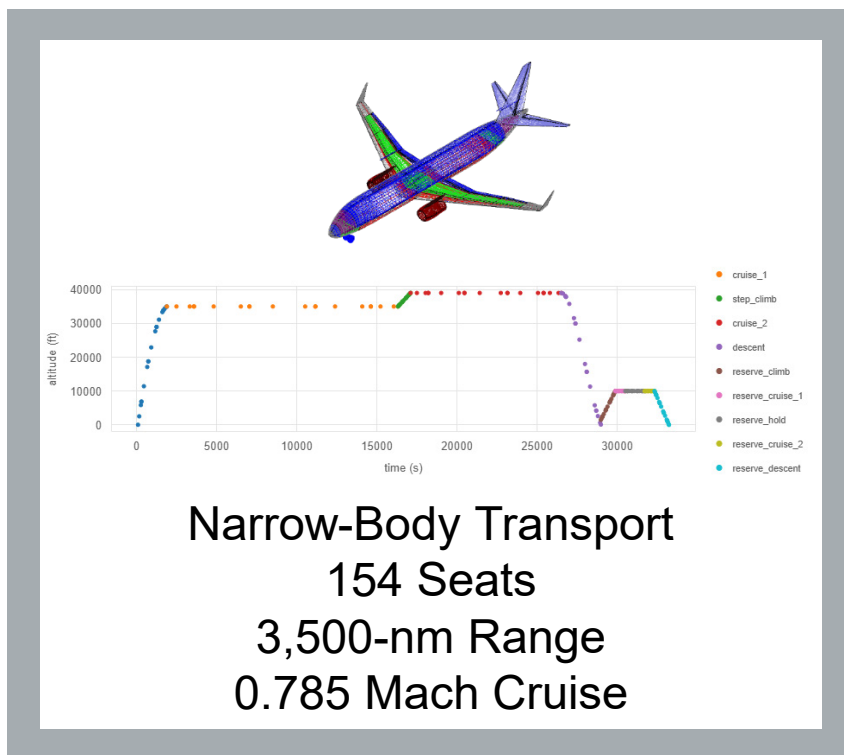 cruise_1
step_climb
cruise_2
descent
reserve_climb
reserve_cruise_1
reserve_hold
reserve_cruise_2
reserve_descent
altitude (ft)
40000
30000
20000
10000
0
0 5000 10000 15000 20000 25000 30000
time (s)
Narrow-Body Transport
154 Seats
3,500-nm Range
0.785 Mach Cruise